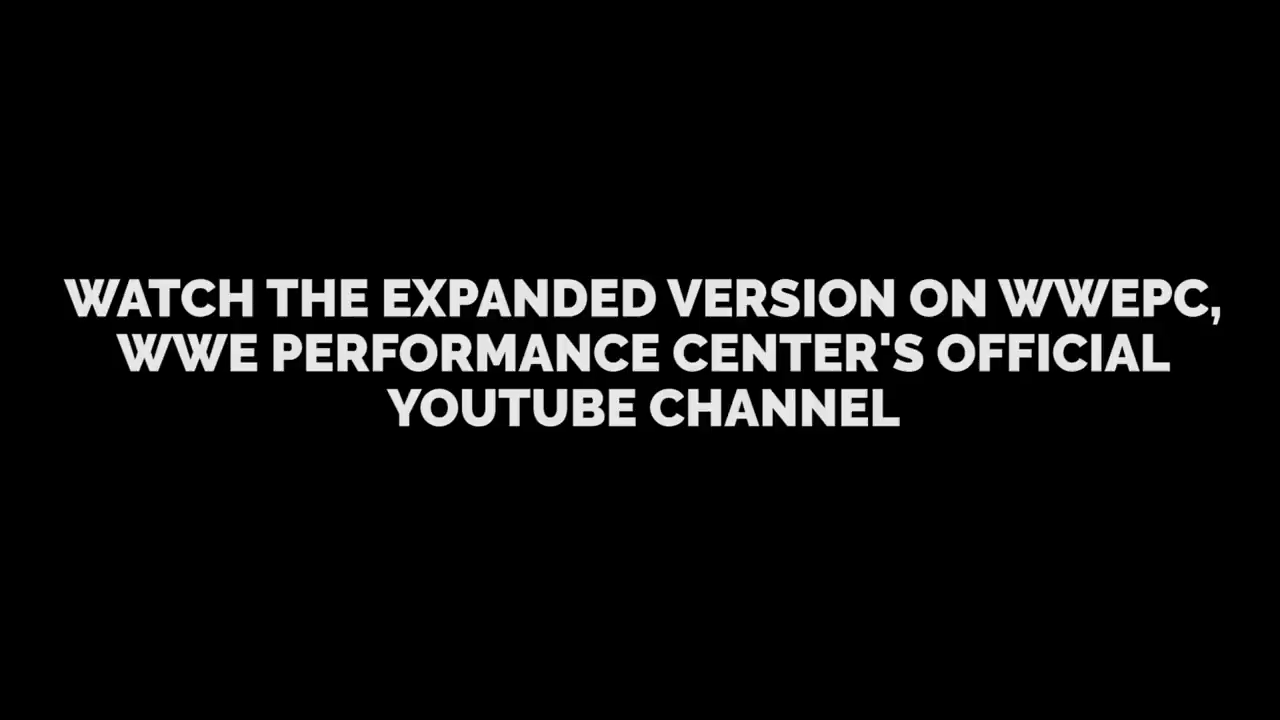 WATCH THE EXPANDED VERSION ON WWEPC,
WWE PERFORMANCE CENTER'S OFFICIAL
YOUTUBE CHANNEL